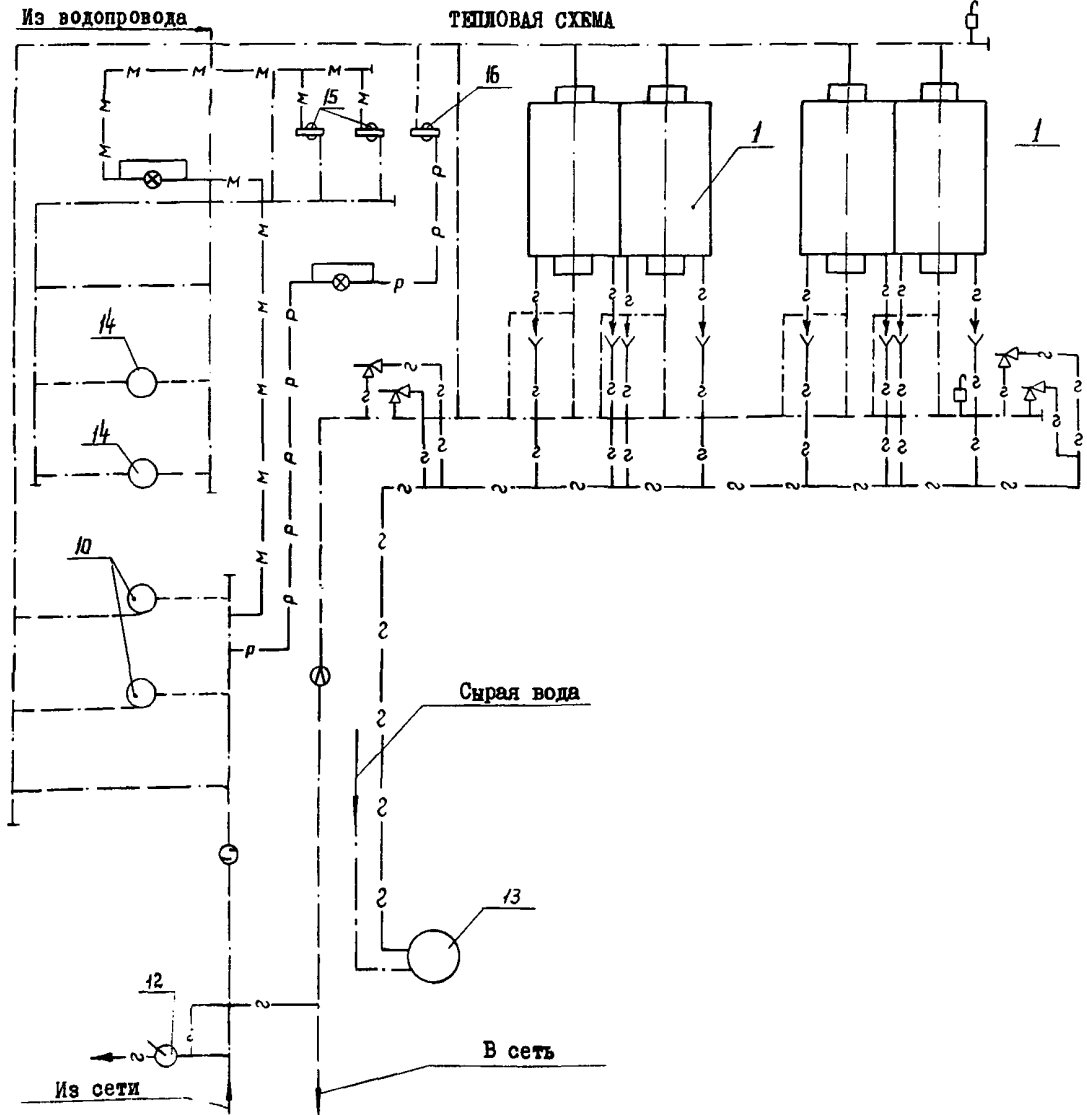 Из водопровода
ТЕПЛОВАЯ СХЕМА
м м м м
м м м
15
16
1
1
м м
м
р
р
р
м
р
г г г г г г г г
14
14
м
р
г г г г
г г г г г г г г
г г г г г г г г г
10
м
р
р
г
г
Сырая вода
г
г
г
13
12
г
г
г
В сеть
Из сети